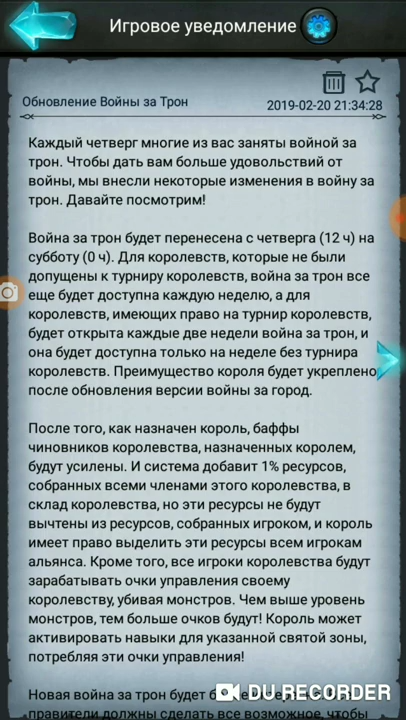 Игровое уведомление
Обновление Войны за Трон
2019-02-20 21:34:28
Каждый четверг многие из вас заняты войной за
трон. Чтобы дать вам больше удовольствий от
войны, мы внесли некоторые изменения в войну за
трон. Давайте посмотрим!
Война за трон будет перенесена с четверга (12 ч) на
субботу (0 ч). Для королевств, которые не были
допущены к турниру королевств, война за трон все
еще будет доступна каждую неделю, а для
королевств, имеющих право на турнир королевств,
будет открыта каждые две недели война за трон, и
она будет доступна только на неделе без турнира
королевств. Преимущество короля будет укреплено
после обновления версии войны за город.
После того, как назначен король, баффы
чиновников королевства, назначенных королем,
будут усилены. И система добавит 1% ресурсов,
собранных всеми членами этого королевства, в
склад королевства, но эти ресурсы не будут
вычтены из ресурсов, собранных игроком, и король
имеет право выделить эти ресурсы всем игрокам
альянса. Кроме того, все игроки королевства будут
зарабатывать очки управления своему
королевству, убивая монстров. Чем выше уровень
монстров, тем больше очков будут! Король может
активировать навыки для указанной святой зоны,
потребляя эти очки управления!
Новая война за трон будет
DU RECORDER
правители должны сделать все возможное, чтобы